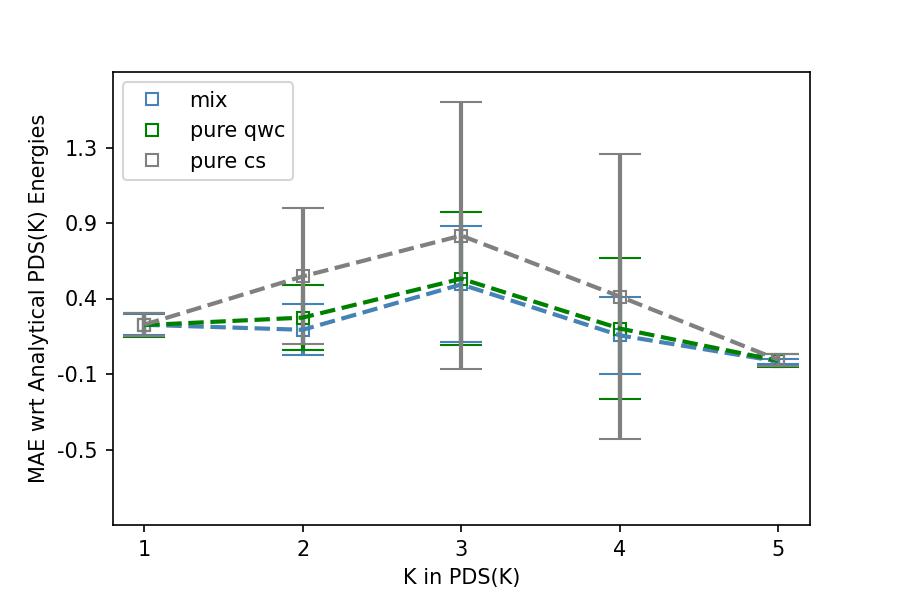 mix
pure qwc
pure cs
MAE wrt Analytical PDS(K) Energies
1.3
0.9
0.4
-0.1
-0.5
1 2 3 4 5
K in PDS(K)